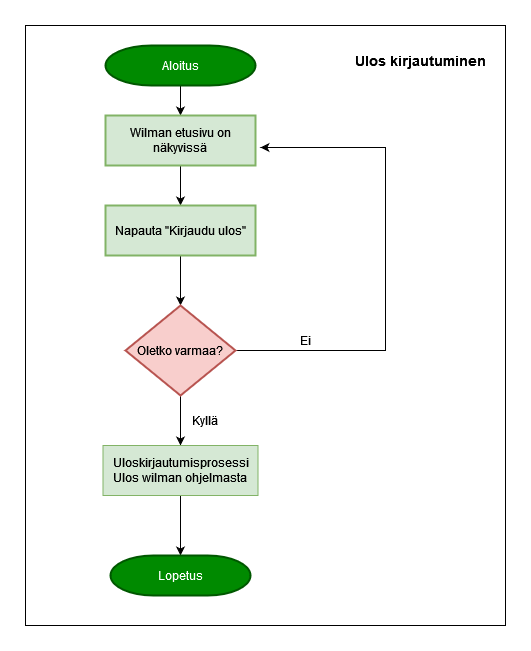 Ulos kirjautuminen
Aloitus
Wilman etusivu on
näkyvissä
Napauta "Kirjaudu ulos"
Oletko varmaa?
Ei
Kyllä
Uloskirjautumisprosessi
Ulos wilman ohjelmasta
Lopetus